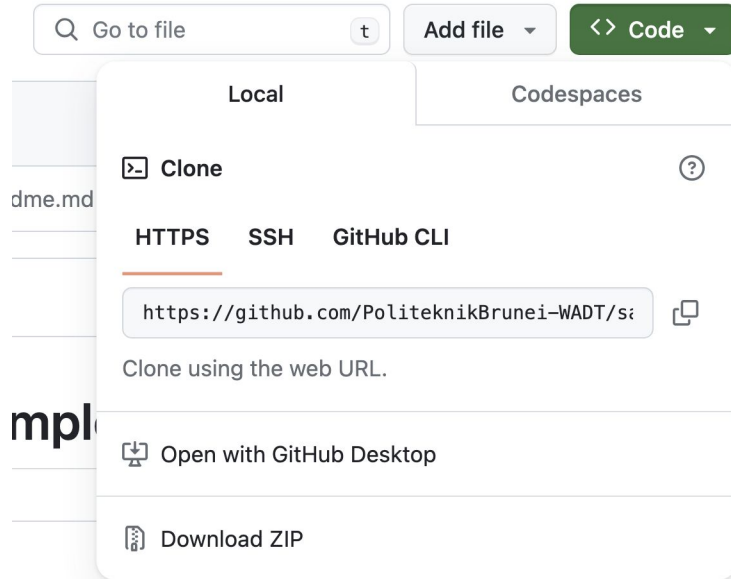 Go to file t Add file Code
Local Codespaces
Clone
dme.md
HTTPS SSH GitHub CLI
https://github.com/PoliteknikBrunei-WADT/sa
Clone using the web URL.
mpl
Open with GitHub Desktop
Download ZIP